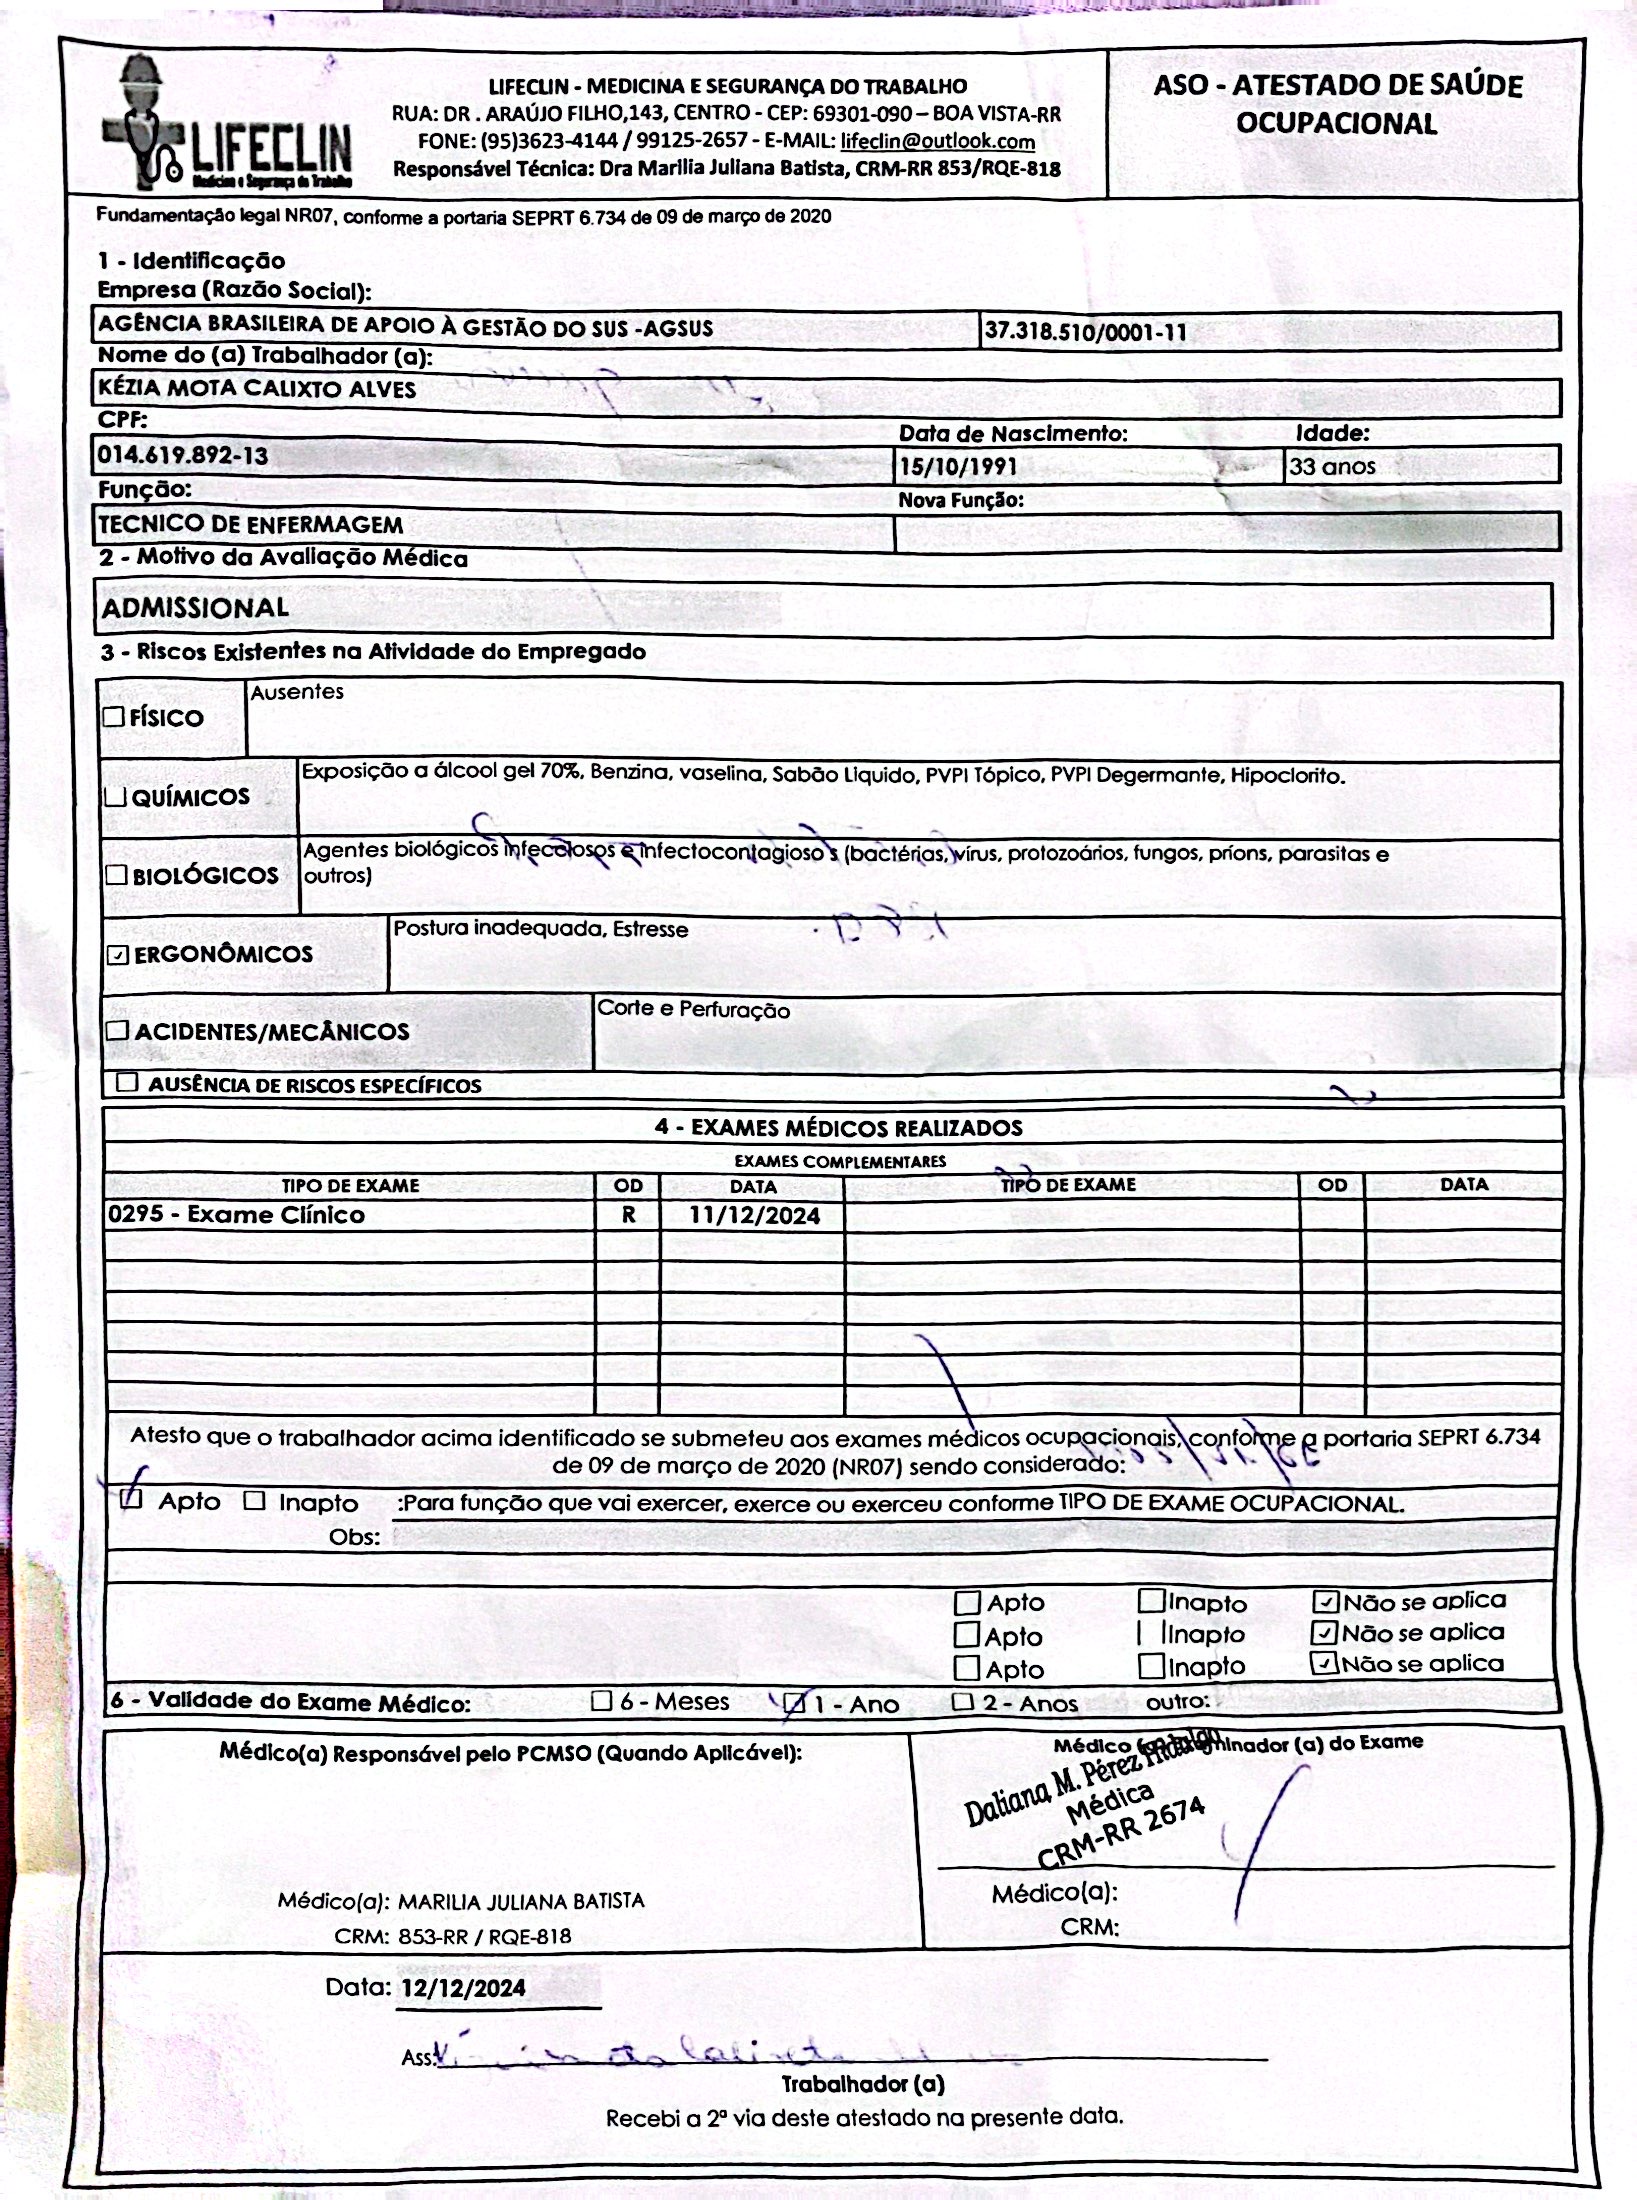 LIFECLIN
Medicina e Segurança do Trabalho
LIFECLIN - MEDICINA E SEGURANÇA DO TRABALHO
RUA: DR . ARAÚJO FILHO,143, CENTRO - CEP: 69301-090 – BOA VISTA-RR
FONE: (95)3623-4144 / 99125-2657 - E-MAIL: lifeclin@outlook.com
Responsável Técnica: Dra Marilia Juliana Batista, CRM-RR 853/RQE-818
ASO - ATESTADO DE SAÚDE
OCUPACIONAL
Fundamentação legal NR07, conforme a portaria SEPRT 6.734 de 09 de março de 2020
1 - Identificação
Empresa (Razão Social):
AGÊNCIA BRASILEIRA DE APOIO À GESTÃO DO SUS -AGSUS 37.318.510/0001-11
Nome do (a) Trabalhador (a):
KÉZIA MOTA CALIXTO ALVES
CPF: Data de Nascimento: Idade:
014.619.892-13 15/10/1991 33 anos
Função: Nova Função:
TECNICO DE ENFERMAGEM
2 - Motivo da Avaliação Médica
ADMISSIONAL
3 - Riscos Existentes na Atividade do Empregado
☐ FÍSICO Ausentes
☐ QUÍMICOS Exposição a álcool gel 70%, Benzina, vaselina, Sabão Liquido, PVPI Tópico, PVPI Degermante, Hipoclorito.
☐ BIOLÓGICOS Agentes biológicos infecciosos e infectocontagioso´s (bactérias, vírus, protozoários, fungos, príons, parasitas e
outros)
☑ ERGONÔMICOS Postura inadequada, Estresse
☐ ACIDENTES/MECÂNICOS Corte e Perfuração
☐ AUSÊNCIA DE RISCOS ESPECÍFICOS
4 - EXAMES MÉDICOS REALIZADOS
EXAMES COMPLEMENTARES
TIPO DE EXAME OD DATA TIPO DE EXAME OD DATA
0295 - Exame Clínico R 11/12/2024
Atesto que o trabalhador acima identificado se submeteu aos exames médicos ocupacionais, conforme a portaria SEPRT 6.734
de 09 de março de 2020 (NR07) sendo considerado:
☑ Apto ☐ Inapto :Para função que vai exercer, exerce ou exerceu conforme TIPO DE EXAME OCUPACIONAL.
Obs:
☐ Apto ☐ Inapto ☑ Não se aplica
☐ Apto ☐ Inapto ☑ Não se aplica
☐ Apto ☐ Inapto ☑ Não se aplica
6 - Validade do Exame Médico: ☐ 6 - Meses ☑ 1 - Ano ☐ 2 - Anos outro:
Médico(a) Responsável pelo PCMSO (Quando Aplicável):
Médico(a): MARILIA JULIANA BATISTA
CRM: 853-RR / RQE-818
Médico (a) Examinador (a) do Exame
Daliana M. Pérez Hidalgo
Médica
CRM-RR 2674
Médico(a):
CRM:
Data: 12/12/2024
Ass:
Trabalhador (a)
Recebi a 2ª via deste atestado na presente data.